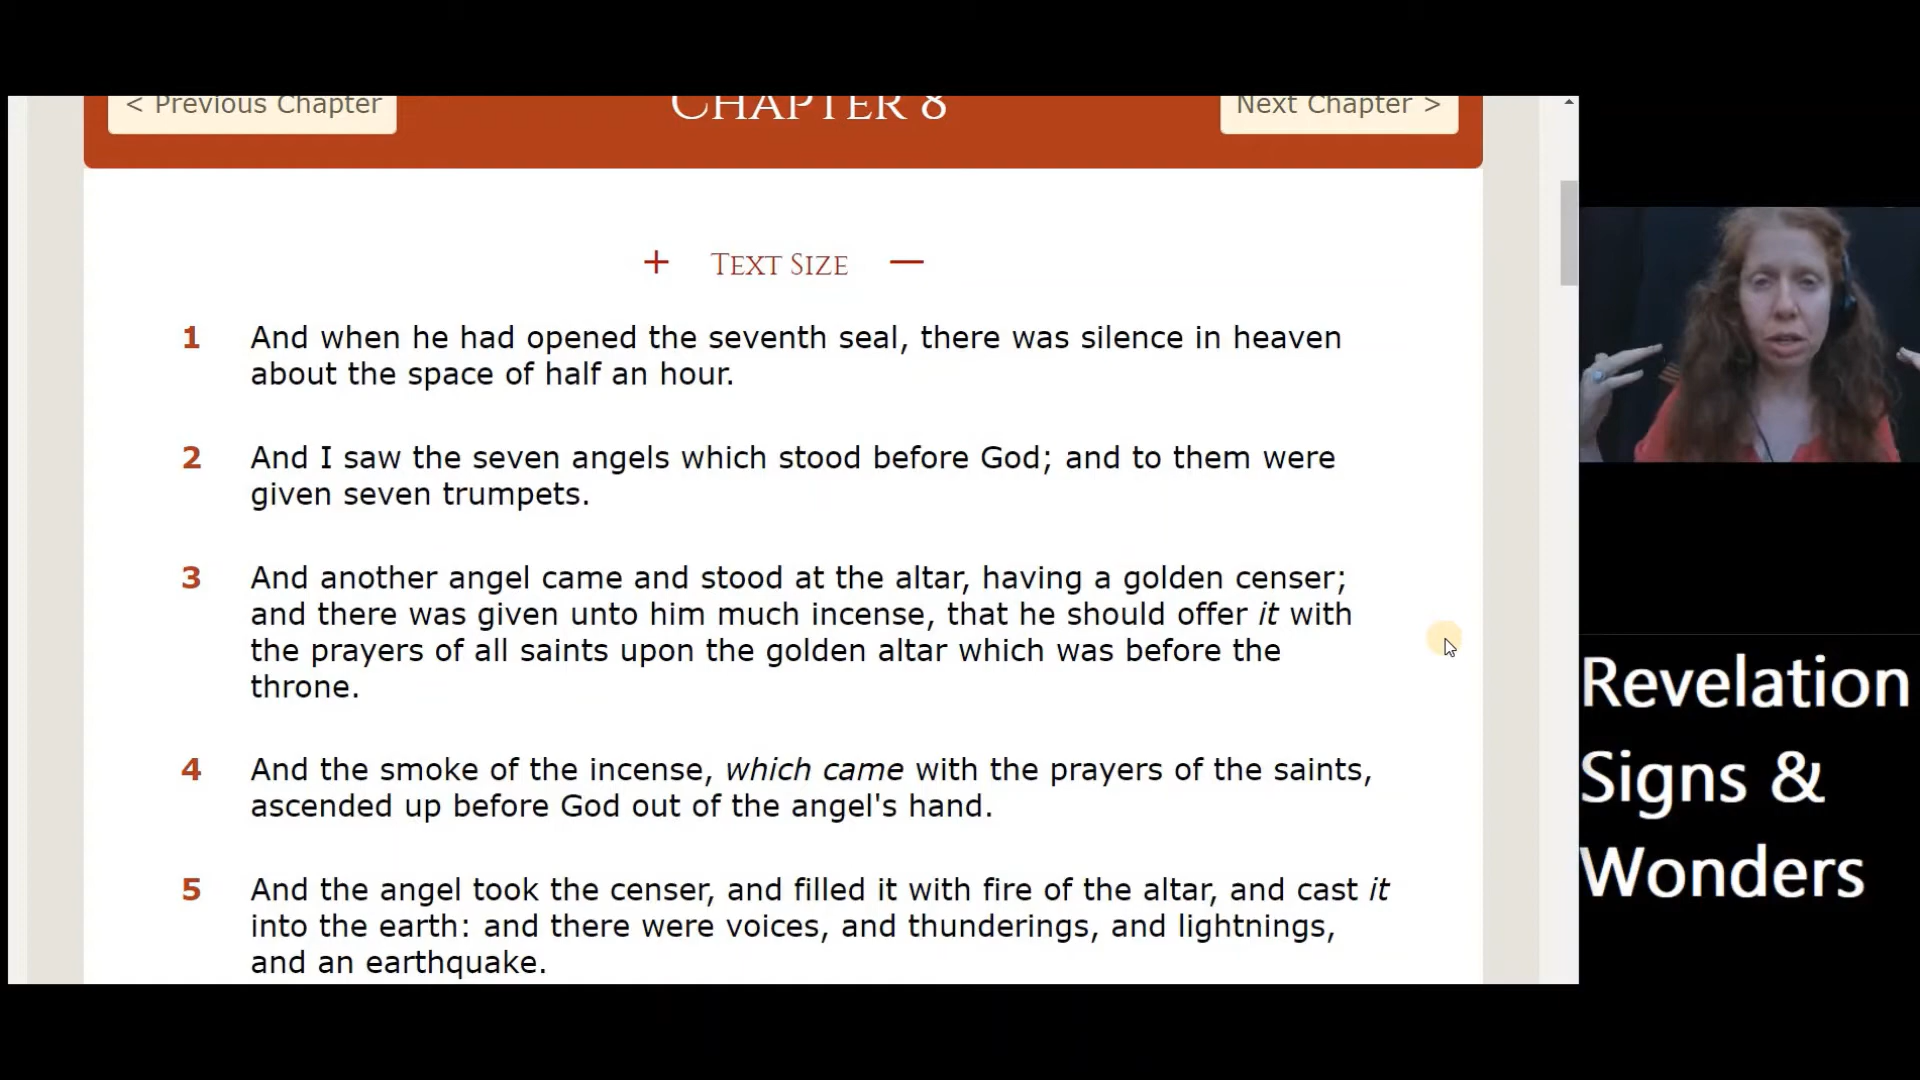 < Previous Chapter
Chapter 8
Next Chapter >
+ Text Size —
1 And when he had opened the seventh seal, there was silence in heaven
about the space of half an hour.
2 And I saw the seven angels which stood before God; and to them were
given seven trumpets.
3 And another angel came and stood at the altar, having a golden censer;
and there was given unto him much incense, that he should offer it with
the prayers of all saints upon the golden altar which was before the
throne.
4 And the smoke of the incense, which came with the prayers of the saints,
ascended up before God out of the angel's hand.
5 And the angel took the censer, and filled it with fire of the altar, and cast it
into the earth: and there were voices, and thunderings, and lightnings,
and an earthquake.
Revelation
Signs &
Wonders